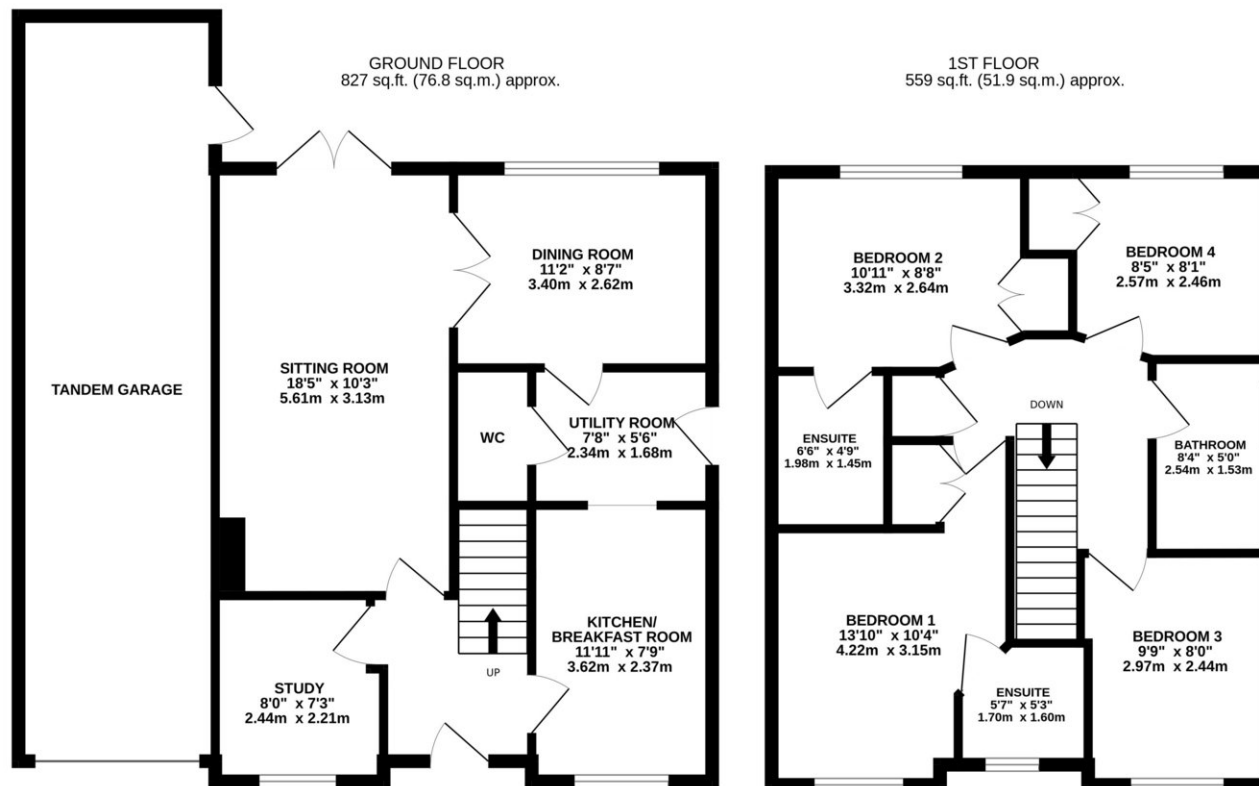 GROUND FLOOR
827 sq.ft. (76.8 sq.m.) approx.
TANDEM GARAGE
SITTING ROOM
18'5" x 10'3"
5.61m x 3.13m
DINING ROOM
11'2" x 8'7"
3.40m x 2.62m
WC
UTILITY ROOM
7'8" x 5'6"
2.34m x 1.68m
KITCHEN/
BREAKFAST ROOM
11'11" x 7'9"
3.62m x 2.37m
UP
STUDY
8'0" x 7'3"
2.44m x 2.21m
1ST FLOOR
559 sq.ft. (51.9 sq.m.) approx.
BEDROOM 2
10'11" x 8'8"
3.32m x 2.64m
BEDROOM 4
8'5" x 8'1"
2.57m x 2.46m
DOWN
ENSUITE
6'6" x 4'9"
1.98m x 1.45m
BATHROOM
8'4" x 5'0"
2.54m x 1.53m
BEDROOM 1
13'10" x 10'4"
4.22m x 3.15m
ENSUITE
5'7" x 5'3"
1.70m x 1.60m
BEDROOM 3
9'9" x 8'0"
2.97m x 2.44m